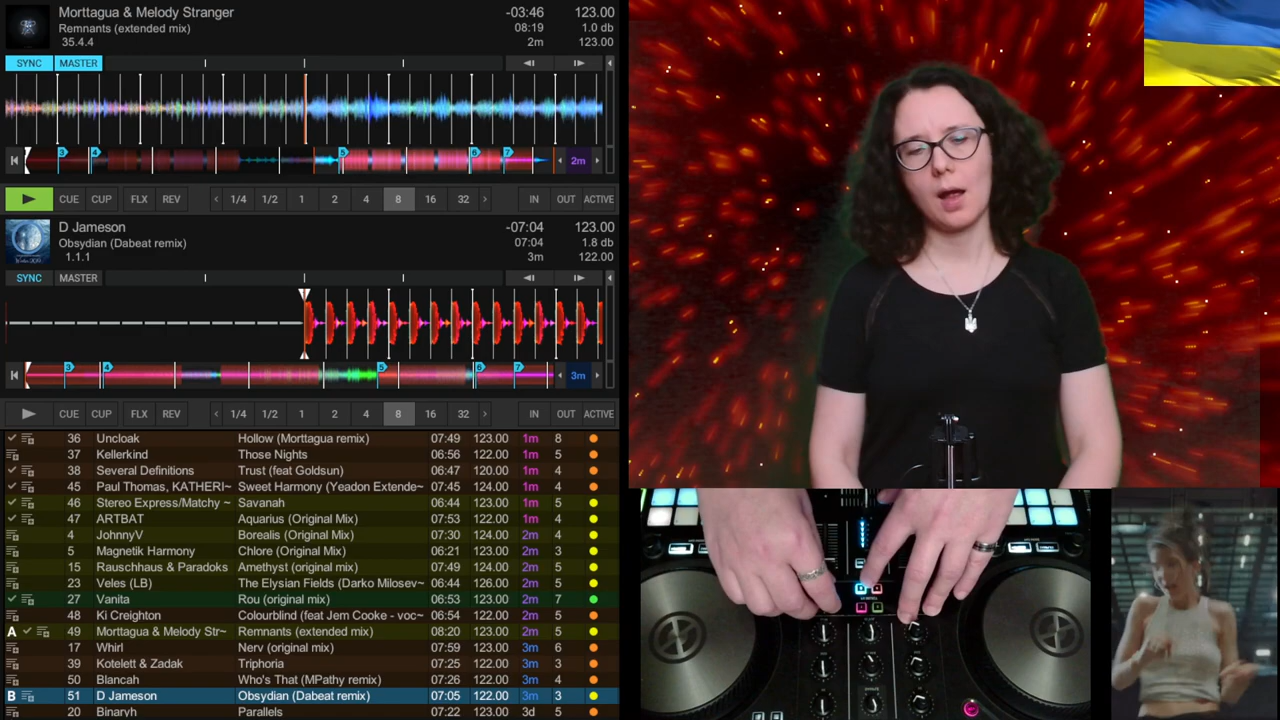 Morttagua & Melody Stranger -03:46 123.00
Remnants (extended mix) 08:19 1.0 db
35.4.4 2m 123.00
SYNC MASTER
3 4 5 6 7 2m
CUE CUP FLX REV 1/4 1/2 1 2 4 8 16 32 IN OUT ACTIVE
D Jameson -07:04 123.00
Obsydian (Dabeat remix) 07:04 1.8 db
1.1.1 3m 122.00
SYNC MASTER
3 4 5 6 7 3m
CUE CUP FLX REV 1/4 1/2 1 2 4 8 16 32 IN OUT ACTIVE
36 Uncloak Hollow (Morttagua remix) 07:49 123.00 1m 8
37 Kellerkind Those Nights 06:56 122.00 1m 5
38 Several Definitions Trust (feat Goldsun) 06:47 120.00 1m 4
45 Paul Thomas, KATHERI~ Sweet Harmony (Yeadon Extende~ 07:45 124.00 1m 4
46 Stereo Express/Matchy ~ Savanah 06:44 123.00 1m 5
47 ARTBAT Aquarius (Original Mix) 07:53 122.00 1m 4
4 JohnnyV Borealis (Original Mix) 07:30 124.00 2m 4
5 Magnetik Harmony Chlore (Original Mix) 06:21 123.00 2m 3
15 Rauschhaus & Paradoks Amethyst (original mix) 07:49 124.00 2m 5
23 Veles (LB) The Elysian Fields (Darko Milosev~ 06:44 126.00 2m 6
27 Vanita Rou (original mix) 06:53 123.00 2m 7
48 Ki Creighton Colourblind (feat Jem Cooke - voc~ 06:54 122.00 2m 5
A 49 Morttagua & Melody Str~ Remnants (extended mix) 08:20 123.00 2m 5
17 Whirl Nerv (original mix) 07:59 123.00 3m 6
39 Kotelett & Zadak Triphoria 07:25 122.00 3m 3
50 Blancah Who's That (MPathy remix) 07:26 122.00 3m 4
B 51 D Jameson Obsydian (Dabeat remix) 07:05 122.00 3m 3
20 Binaryh Parallels 07:22 123.00 3d 5